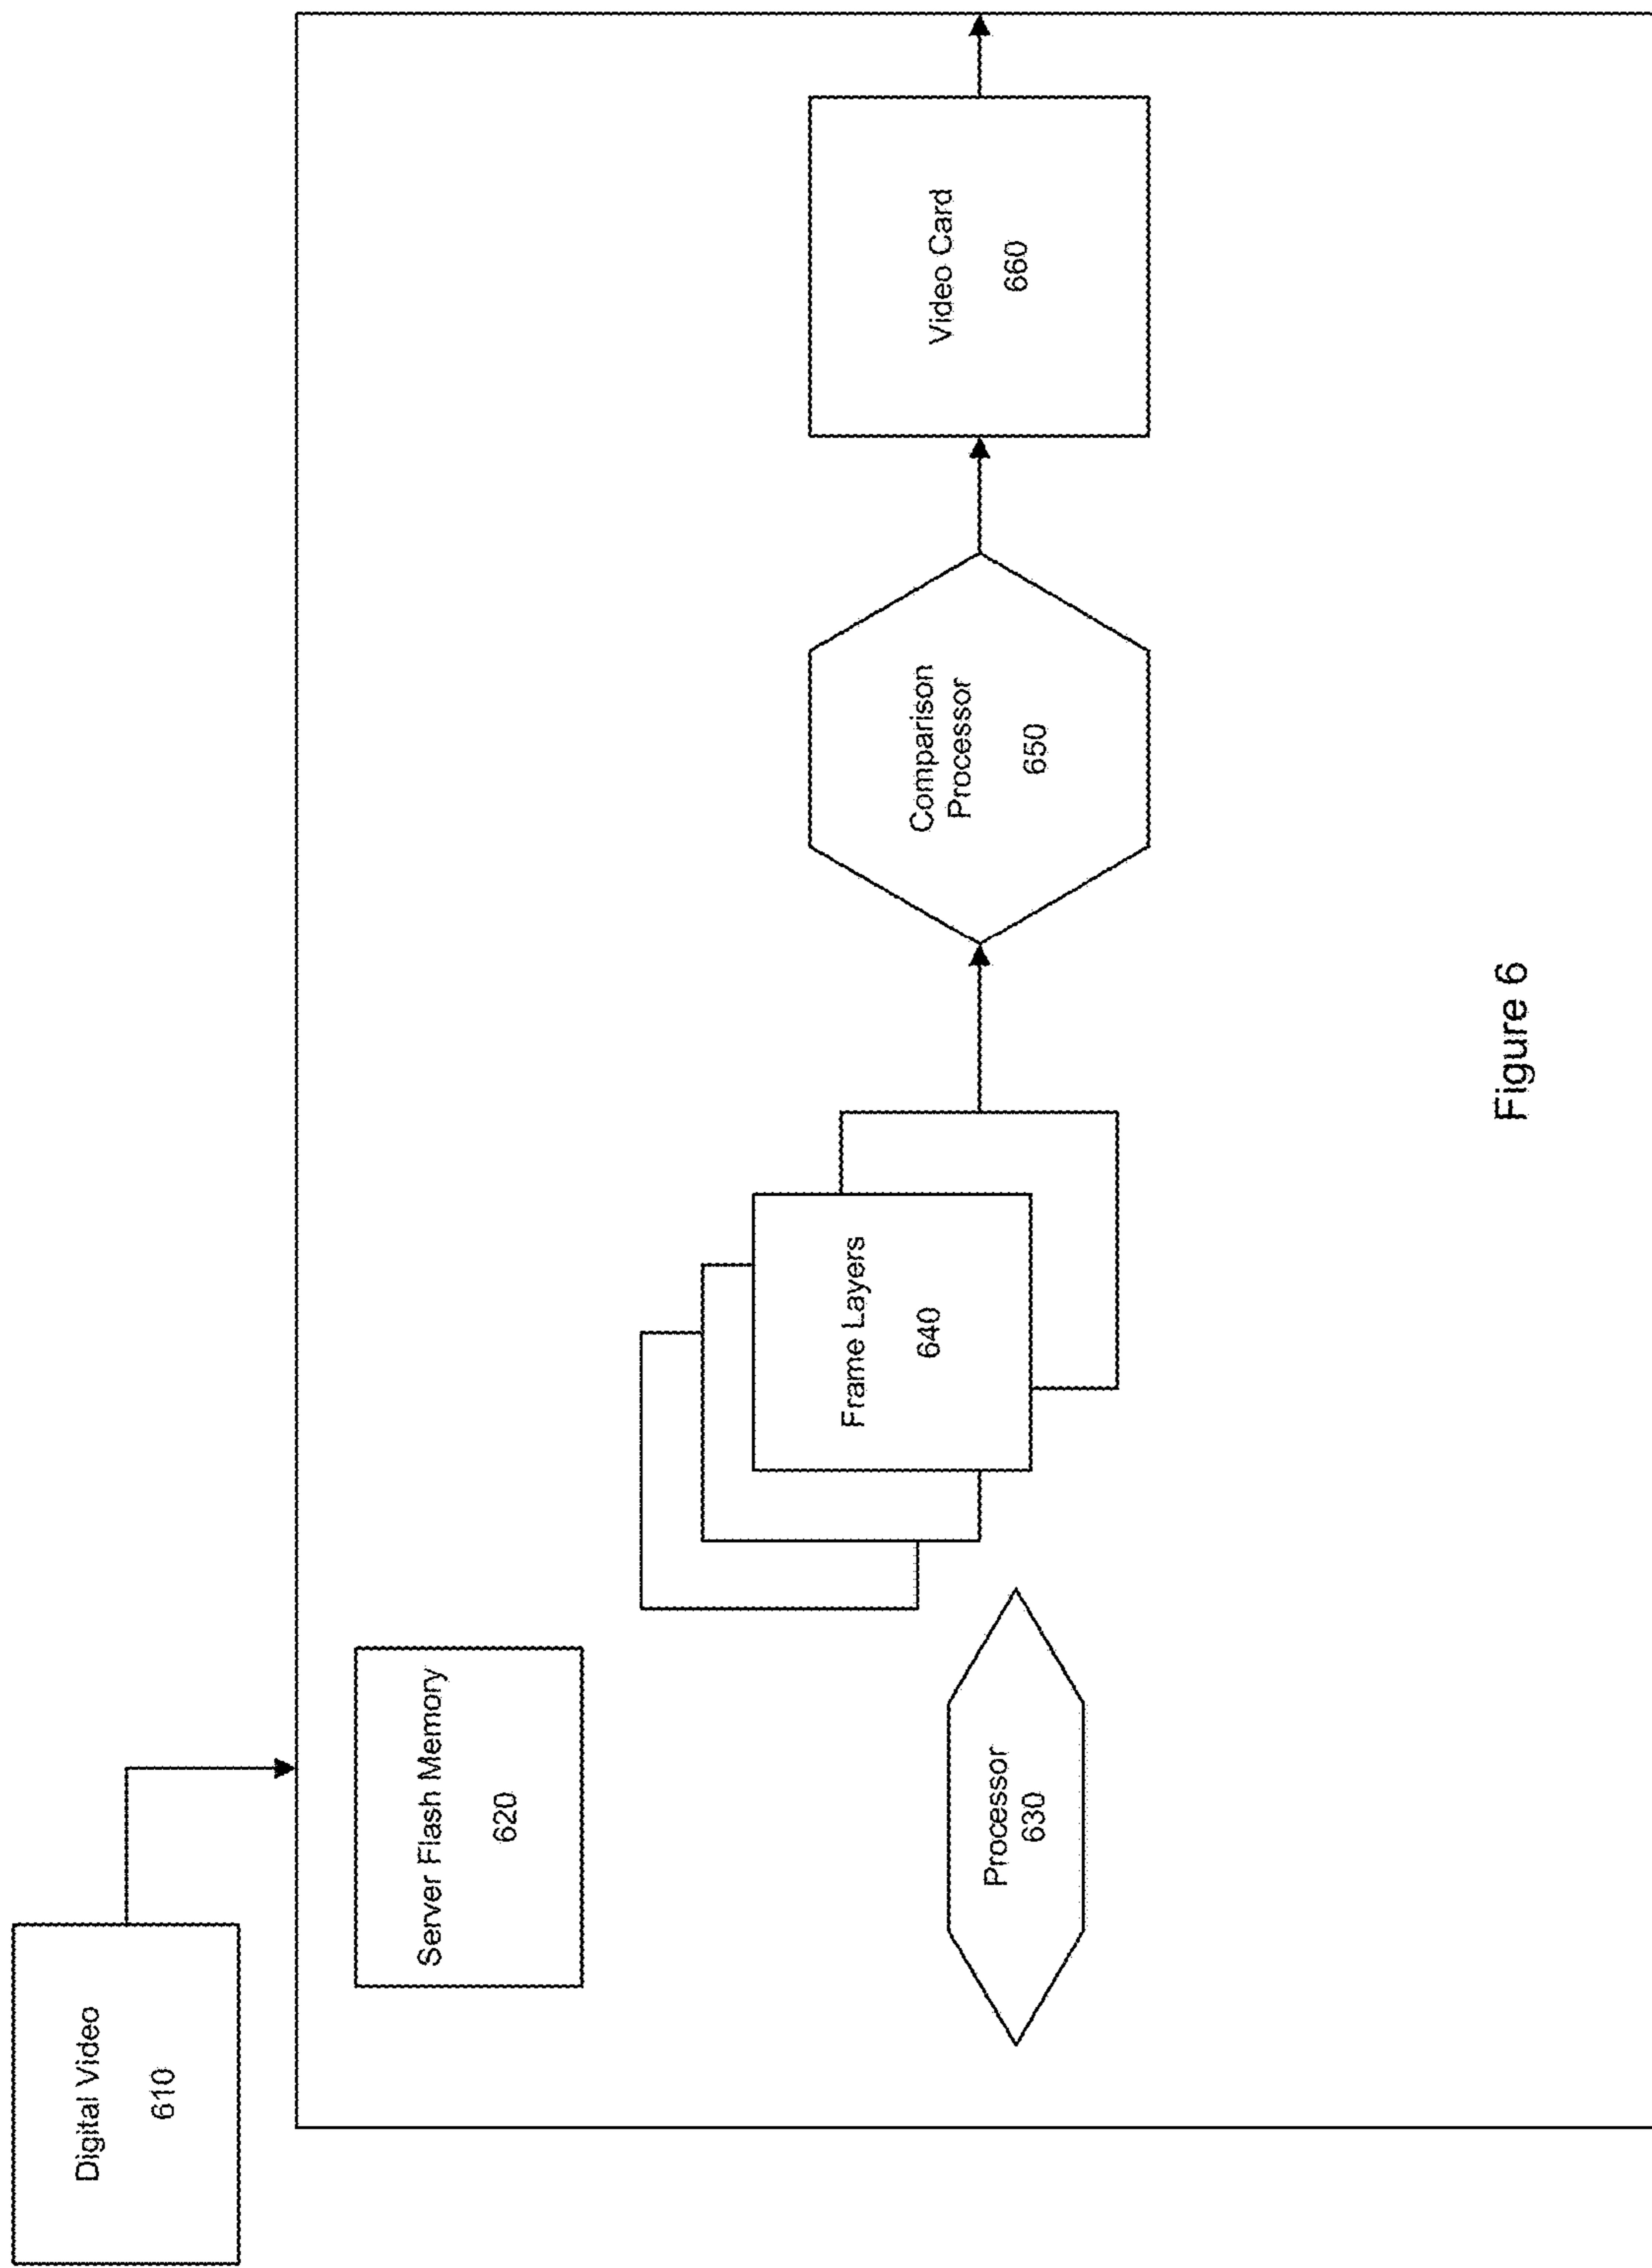 Digital Video
610
Server Flash Memory
620
Processor
630
Frame Layers
640
Comparison
Processor
650
Video Card
660
Figure 6